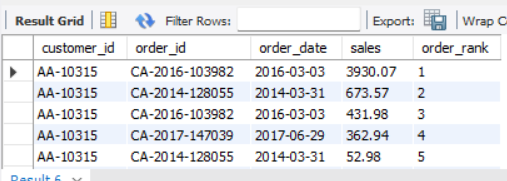 Result Grid Filter Rows: Export: Wrap C
customer_id order_id order_date sales order_rank
AA-10315 CA-2016-103982 2016-03-03 3930.07 1
AA-10315 CA-2014-128055 2014-03-31 673.57 2
AA-10315 CA-2016-103982 2016-03-03 431.98 3
AA-10315 CA-2017-147039 2017-06-29 362.94 4
AA-10315 CA-2014-128055 2014-03-31 52.98 5
Result 6